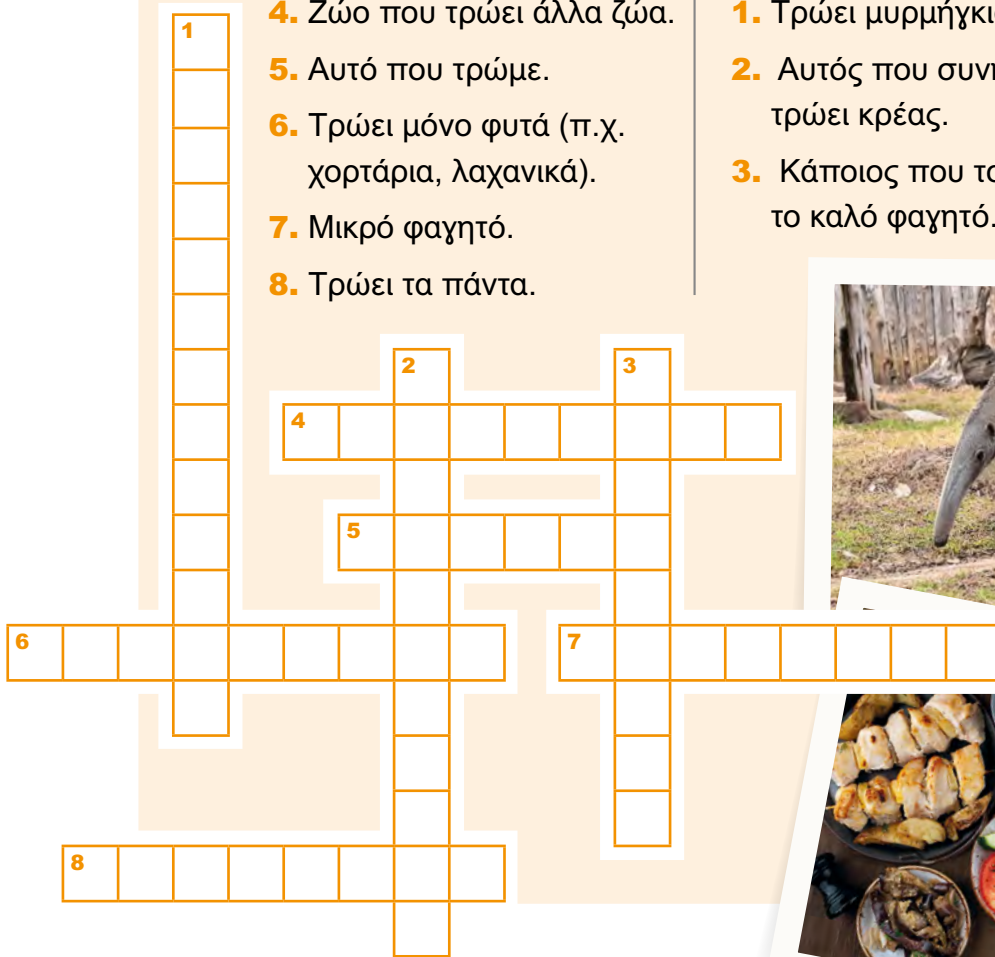 4. Ζώο που τρώει άλλα ζώα.
5. Αυτό που τρώμε.
6. Τρώει μόνο φυτά (π.χ.
χορτάρια, λαχανικά).
7. Μικρό φαγητό.
8. Τρώει τα πάντα.
1. Τρώει
2. Αυτός που
τρώει κρέας.
3. Κάποιος που
το καλό φαγητό.
1
2
3
4
5
6
7
8